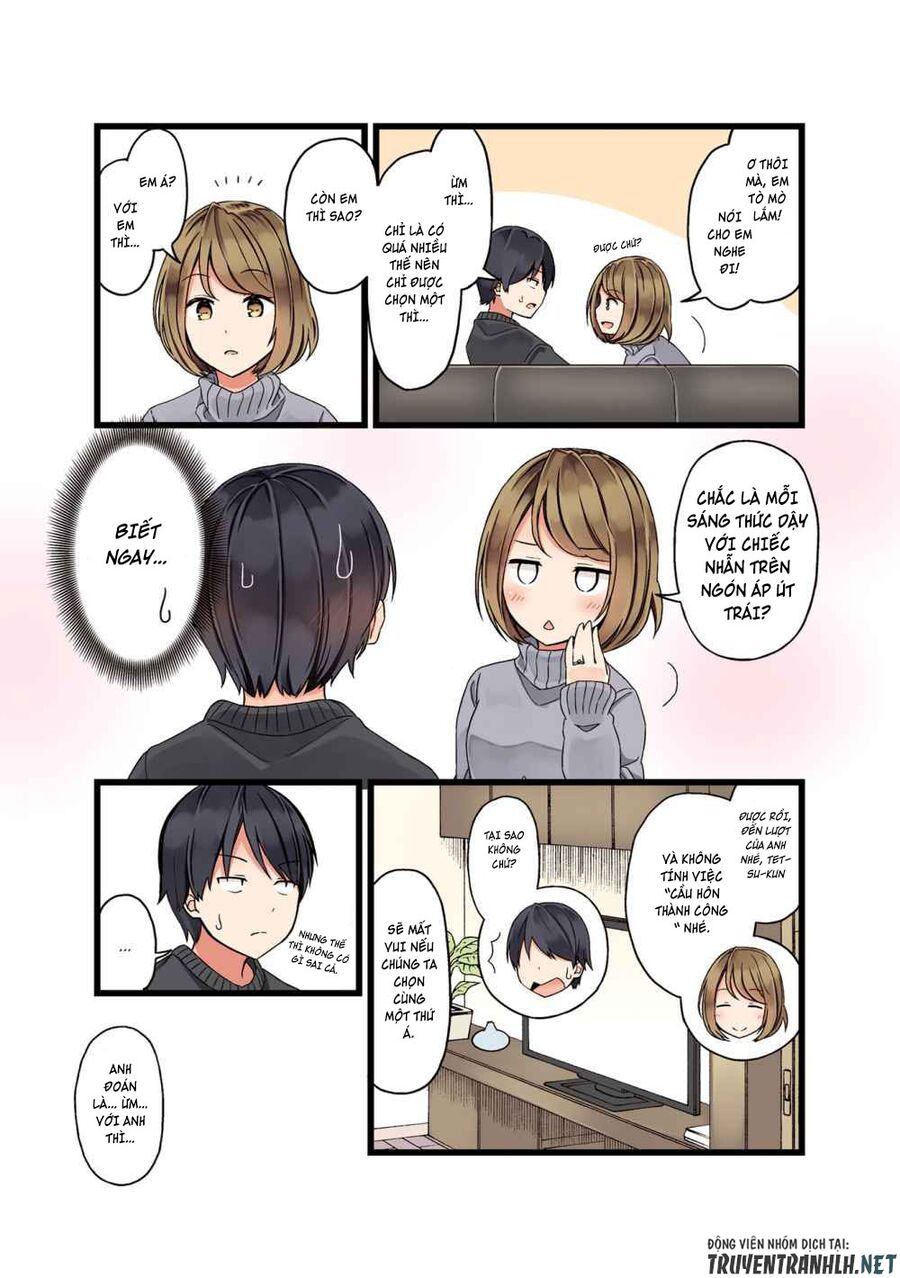 Ơ THÔI
MÀ, EM
TÒ MÒ
LẮM!
NÓI
CHO EM
NGHE
ĐI!
ĐƯỢC CHỨ?
ỪM
THÌ...
CHỈ LÀ CÓ
QUÁ NHIỀU
THẾ NÊN
CHỈ ĐƯỢC
CHỌN MỘT
THÌ...
CÒN EM
THÌ SAO?
EM Á?
VỚI
EM
THÌ...
CHẮC LÀ MỖI
SÁNG THỨC DẬY
VỚI CHIẾC
NHẪN TRÊN
NGÓN ÁP ÚT
TRÁI?
BIẾT
NGAY...
ĐƯỢC RỒI,
ĐẾN LƯỢT
CỦA ANH
NHÉ, TET-
SU-KUN
VÀ KHÔNG
TÍNH VIỆC
"CẦU HÔN
THÀNH CÔNG
" NHÉ.
TẠI SAO
KHÔNG
CHỨ?
SẼ MẤT
VUI NẾU
CHÚNG TA
CHỌN
CÙNG
MỘT THỨ
Á.
NHƯNG THẾ
THÌ KHÔNG CÓ
GÌ SAI CẢ.
...
ANH
ĐOÁN
LÀ... ỪM...
VỚI ANH
THÌ...
ĐỘNG VIÊN NHÓM DỊCH TẠI:
TRUYENTRANHLH.NET